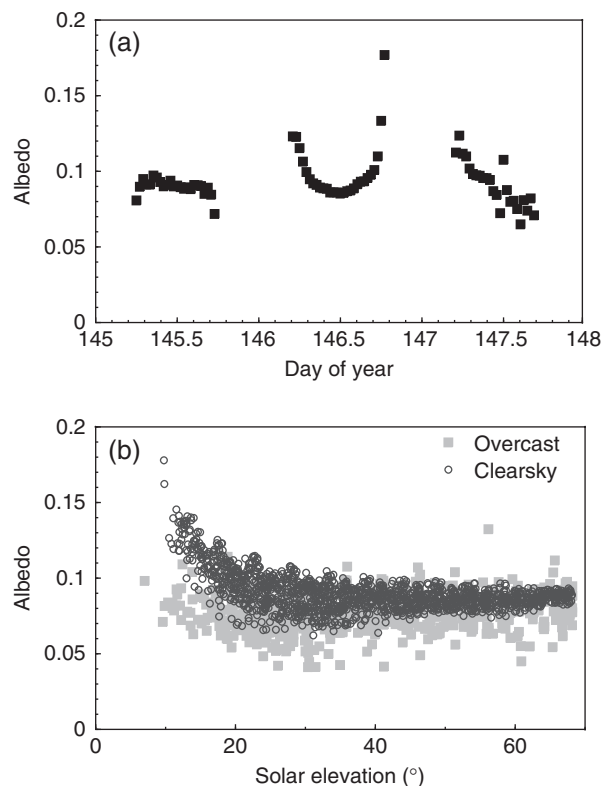 (a)
0.2
0.15
0.1
0.05
0
Albedo
145 145.5 146 146.5 147 147.5 148
Day of year
(b)
Overcast
Clearsky
0.2
0.15
0.1
0.05
0
Albedo
0 20 40 60
Solar elevation (°)